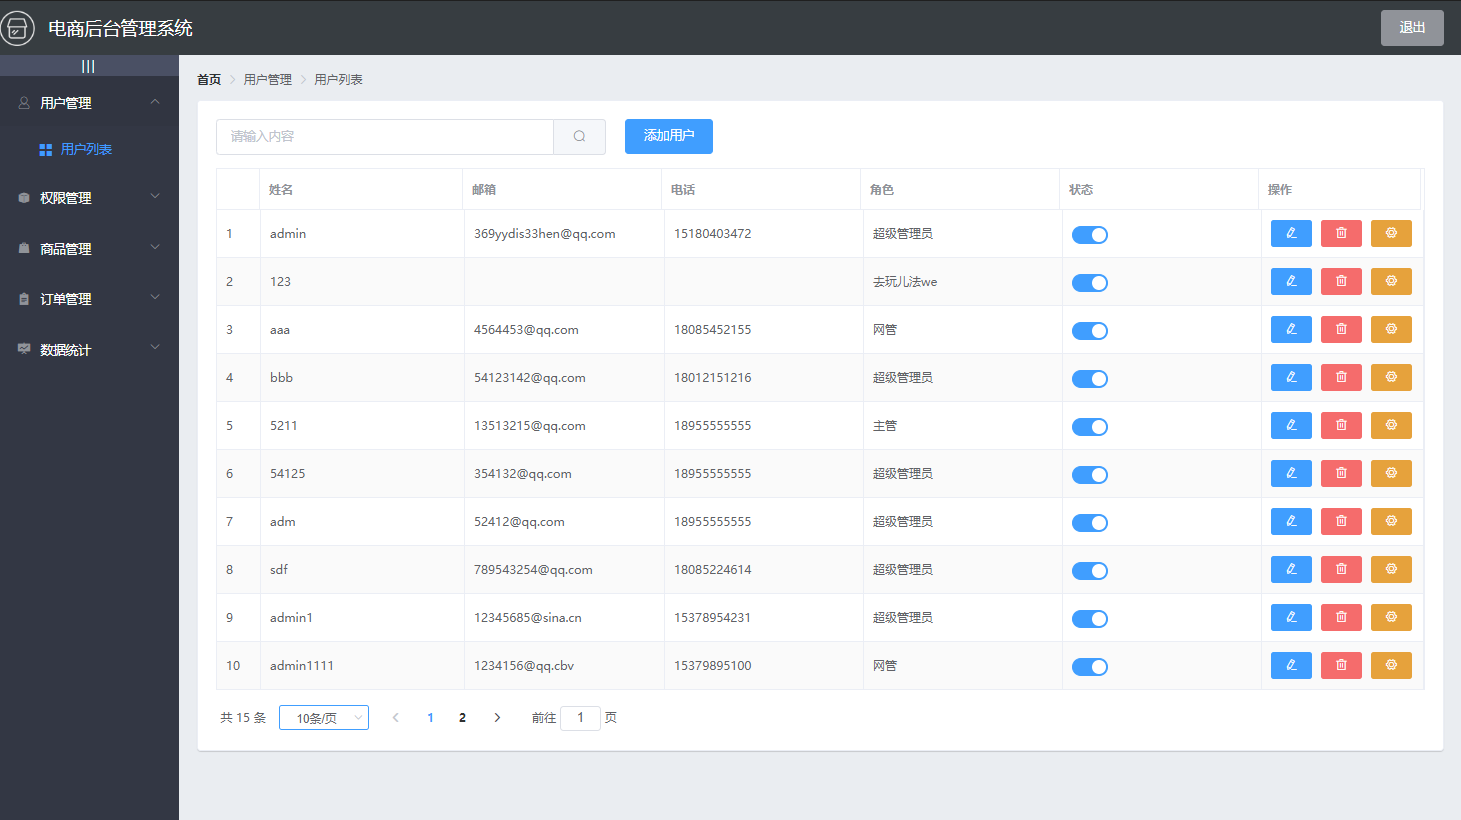 电商后台管理系统
退出
|||
首页 > 用户管理 > 用户列表
用户管理
用户列表
权限管理
商品管理
订单管理
数据统计
请输入内容
添加用户
姓名 邮箱 电话 角色 状态 操作
1 admin 369yydis33hen@qq.com 15180403472 超级管理员
2 123 去玩儿法we
3 aaa 4564453@qq.com 18085452155 网管
4 bbb 54123142@qq.com 18012151216 超级管理员
5 5211 13513215@qq.com 18955555555 主管
6 54125 354132@qq.com 18955555555 超级管理员
7 adm 52412@qq.com 18955555555 超级管理员
8 sdf 789543254@qq.com 18085224614 超级管理员
9 admin1 12345685@sina.cn 15378954231 超级管理员
10 admin1111 1234156@qq.cbv 15379895100 网管
共 15 条 10条/页 < 1 2 > 前往 1 页